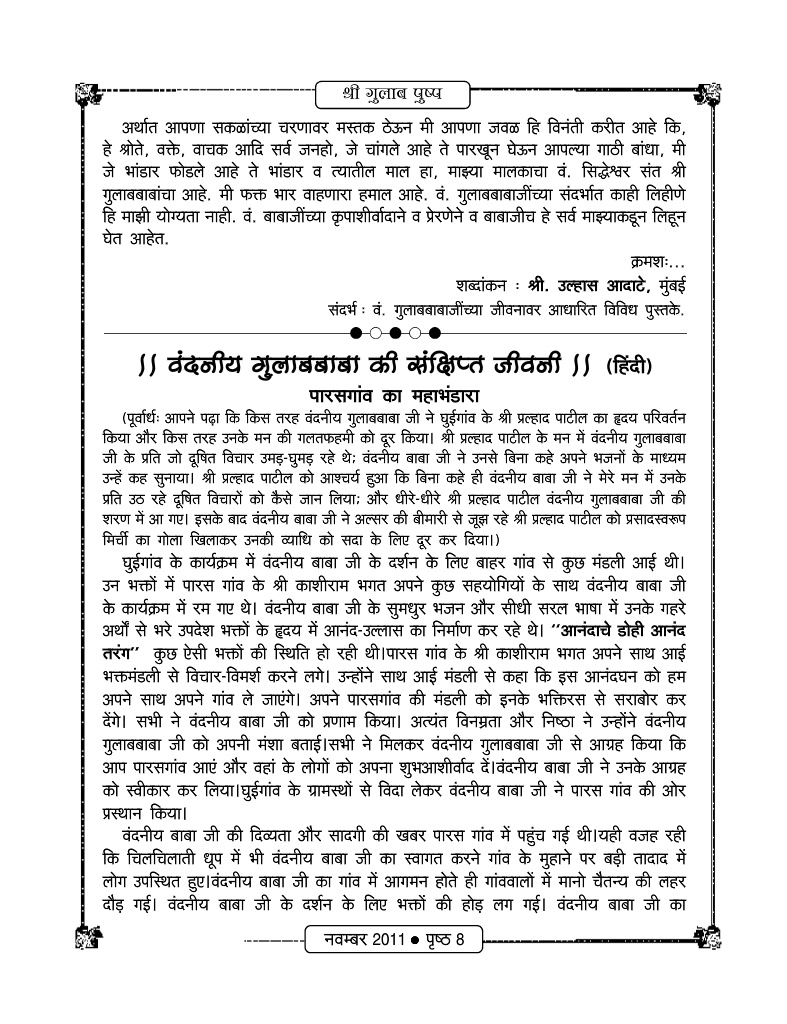 श्री गुलाब पुष्प
अर्थात आपणा सकळांच्या चरणावर मस्तक ठेऊन मी आपणा जवळ हि विनंती करीत आहे कि,
हे श्रोते, वक्ते, वाचक आदि सर्व जनहो, जे चांगले आहे ते पारखून घेऊन आपल्या गाठी बांधा, मी
जे भांडार फोडले आहे ते भांडार व त्यातील माल हा, माझ्या मालकाचा वं. सिद्धेश्वर संत श्री
गुलाबबाबांचा आहे. मी फक्त भार वाहणारा हमाल आहे. वं. गुलाबबाबाजींच्या संदर्भात काही लिहीणे
हि माझी योग्यता नाही. वं. बाबाजींच्या कृपाशीर्वादाने व प्रेरणेने व बाबाजीच हे सर्व माझ्याकडून लिहून
घेत आहेत.
क्रमशः...
शब्दांकन : श्री. उल्हास आदाटे, मुंबई
संदर्भ : वं. गुलाबबाबाजींच्या जीवनावर आधारित विविध पुस्तके.
।। वंदनीय गुलाबबाबा की संक्षिप्त जीवनी ।। (हिंदी)
पारसगांव का महाभंडारा
(पूर्वार्धः आपने पढ़ा कि किस तरह वंदनीय गुलाबबाबा जी ने घुईगांव के श्री प्रल्हाद पाटील का हृदय परिवर्तन
किया और किस तरह उनके मन की गलतफहमी को दूर किया। श्री प्रल्हाद पाटील के मन में वंदनीय गुलाबबाबा
जी के प्रति जो दूषित विचार उमड़-घुमड़ रहे थे; वंदनीय बाबा जी ने उनसे बिना कहे अपने भजनों के माध्यम
उन्हें कह सुनाया। श्री प्रल्हाद पाटील को आश्चर्य हुआ कि बिना कहे ही वंदनीय बाबा जी ने मेरे मन में उनके
प्रति उठ रहे दूषित विचारों को कैसे जान लिया; और धीरे-धीरे श्री प्रल्हाद पाटील वंदनीय गुलाबबाबा जी की
शरण में आ गए। इसके बाद वंदनीय बाबा जी ने अल्सर की बीमारी से जूझ रहे श्री प्रल्हाद पाटील को प्रसादस्वरूप
मिर्ची का गोला खिलाकर उनकी व्याधि को सदा के लिए दूर कर दिया।)
घुईगांव के कार्यक्रम में वंदनीय बाबा जी के दर्शन के लिए बाहर गांव से कुछ मंडली आई थी।
उन भक्तों में पारस गांव के श्री काशीराम भगत अपने कुछ सहयोगियों के साथ वंदनीय बाबा जी
के कार्यक्रम में रम गए थे। वंदनीय बाबा जी के सुमधुर भजन और सीधी सरल भाषा में उनके गहरे
अर्थों से भरे उपदेश भक्तों के हृदय में आनंद-उल्लास का निर्माण कर रहे थे। ‘‘आनंदाचे डोही आनंद
तरंग’’ कुछ ऐसी भक्तों की स्थिति हो रही थी।पारस गांव के श्री काशीराम भगत अपने साथ आई
भक्तमंडली से विचार-विमर्श करने लगे। उन्होंने साथ आई मंडली से कहा कि इस आनंदघन को हम
अपने साथ अपने गांव ले जाएंगे। अपने पारसगांव की मंडली को इनके भक्तिरस से सराबोर कर
देंगे। सभी ने वंदनीय बाबा जी को प्रणाम किया। अत्यंत विनम्रता और निष्ठा ने उन्होंने वंदनीय
गुलाबबाबा जी को अपनी मंशा बताई।सभी ने मिलकर वंदनीय गुलाबबाबा जी से आग्रह किया कि
आप पारसगांव आएं और वहां के लोगों को अपना शुभआशीर्वाद दें।वंदनीय बाबा जी ने उनके आग्रह
को स्वीकार कर लिया।घुईगांव के ग्रामस्थों से विदा लेकर वंदनीय बाबा जी ने पारस गांव की ओर
प्रस्थान किया।
वंदनीय बाबा जी की दिव्यता और सादगी की खबर पारस गांव में पहुंच गई थी।यही वजह रही
कि चिलचिलाती धूप में भी वंदनीय बाबा जी का स्वागत करने गांव के मुहाने पर बड़ी तादाद में
लोग उपस्थित हुए।वंदनीय बाबा जी का गांव में आगमन होते ही गांववालों में मानो चैतन्य की लहर
दौड़ गई। वंदनीय बाबा जी के दर्शन के लिए भक्तों की होड़ लग गई। वंदनीय बाबा जी का
नवम्बर 2011 ● पृष्ठ 8